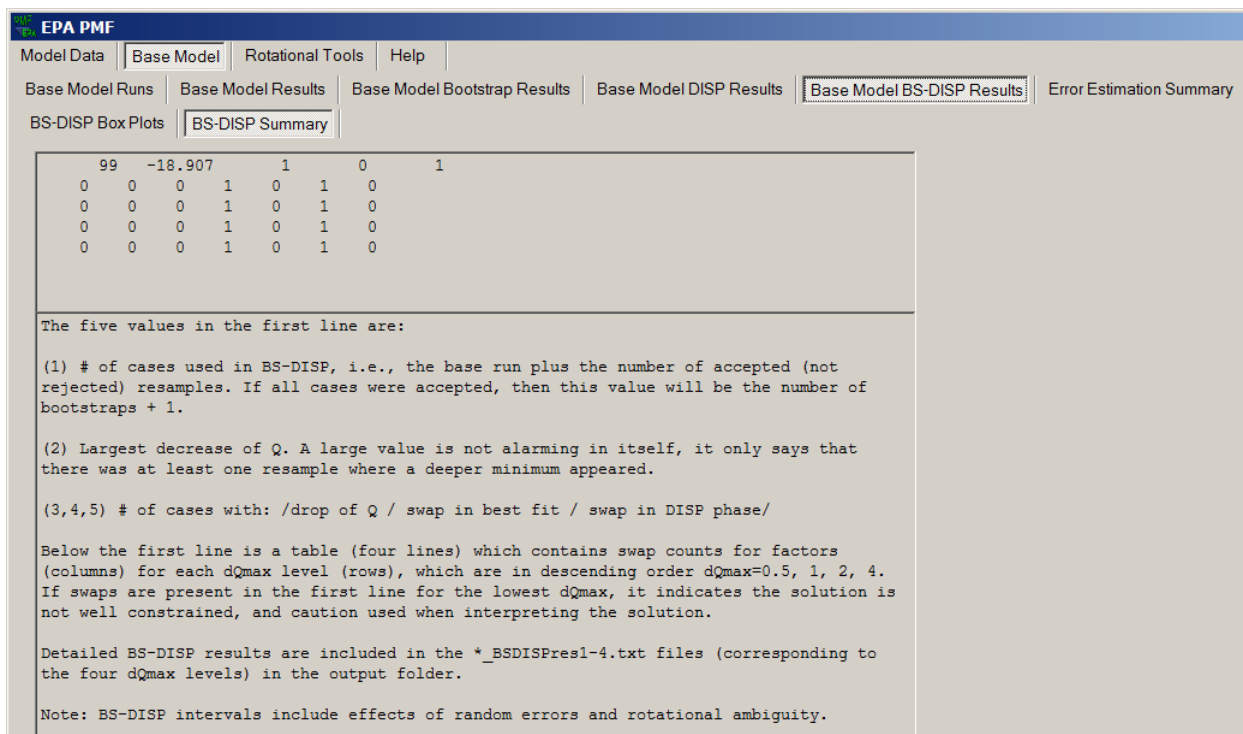 PMF
EPA
EPA PMF
Model Data Base Model Rotational Tools Help
Base Model Runs Base Model Results Base Model Bootstrap Results Base Model DISP Results Base Model BS-DISP Results Error Estimation Summary
BS-DISP Box Plots BS-DISP Summary
99 -18.907 1 0 1
0 0 0 1 0 1 0
0 0 0 1 0 1 0
0 0 0 1 0 1 0
0 0 0 1 0 1 0
The five values in the first line are:
(1) # of cases used in BS-DISP, i.e., the base run plus the number of accepted (not
rejected) resamples. If all cases were accepted, then this value will be the number of
bootstraps + 1.
(2) Largest decrease of Q. A large value is not alarming in itself, it only says that
there was at least one resample where a deeper minimum appeared.
(3,4,5) # of cases with: /drop of Q / swap in best fit / swap in DISP phase/
Below the first line is a table (four lines) which contains swap counts for factors
(columns) for each dQmax level (rows), which are in descending order dQmax=0.5, 1, 2, 4.
If swaps are present in the first line for the lowest dQmax, it indicates the solution is
not well constrained, and caution used when interpreting the solution.
Detailed BS-DISP results are included in the *_BSDISPres1-4.txt files (corresponding to
the four dQmax levels) in the output folder.
Note: BS-DISP intervals include effects of random errors and rotational ambiguity.